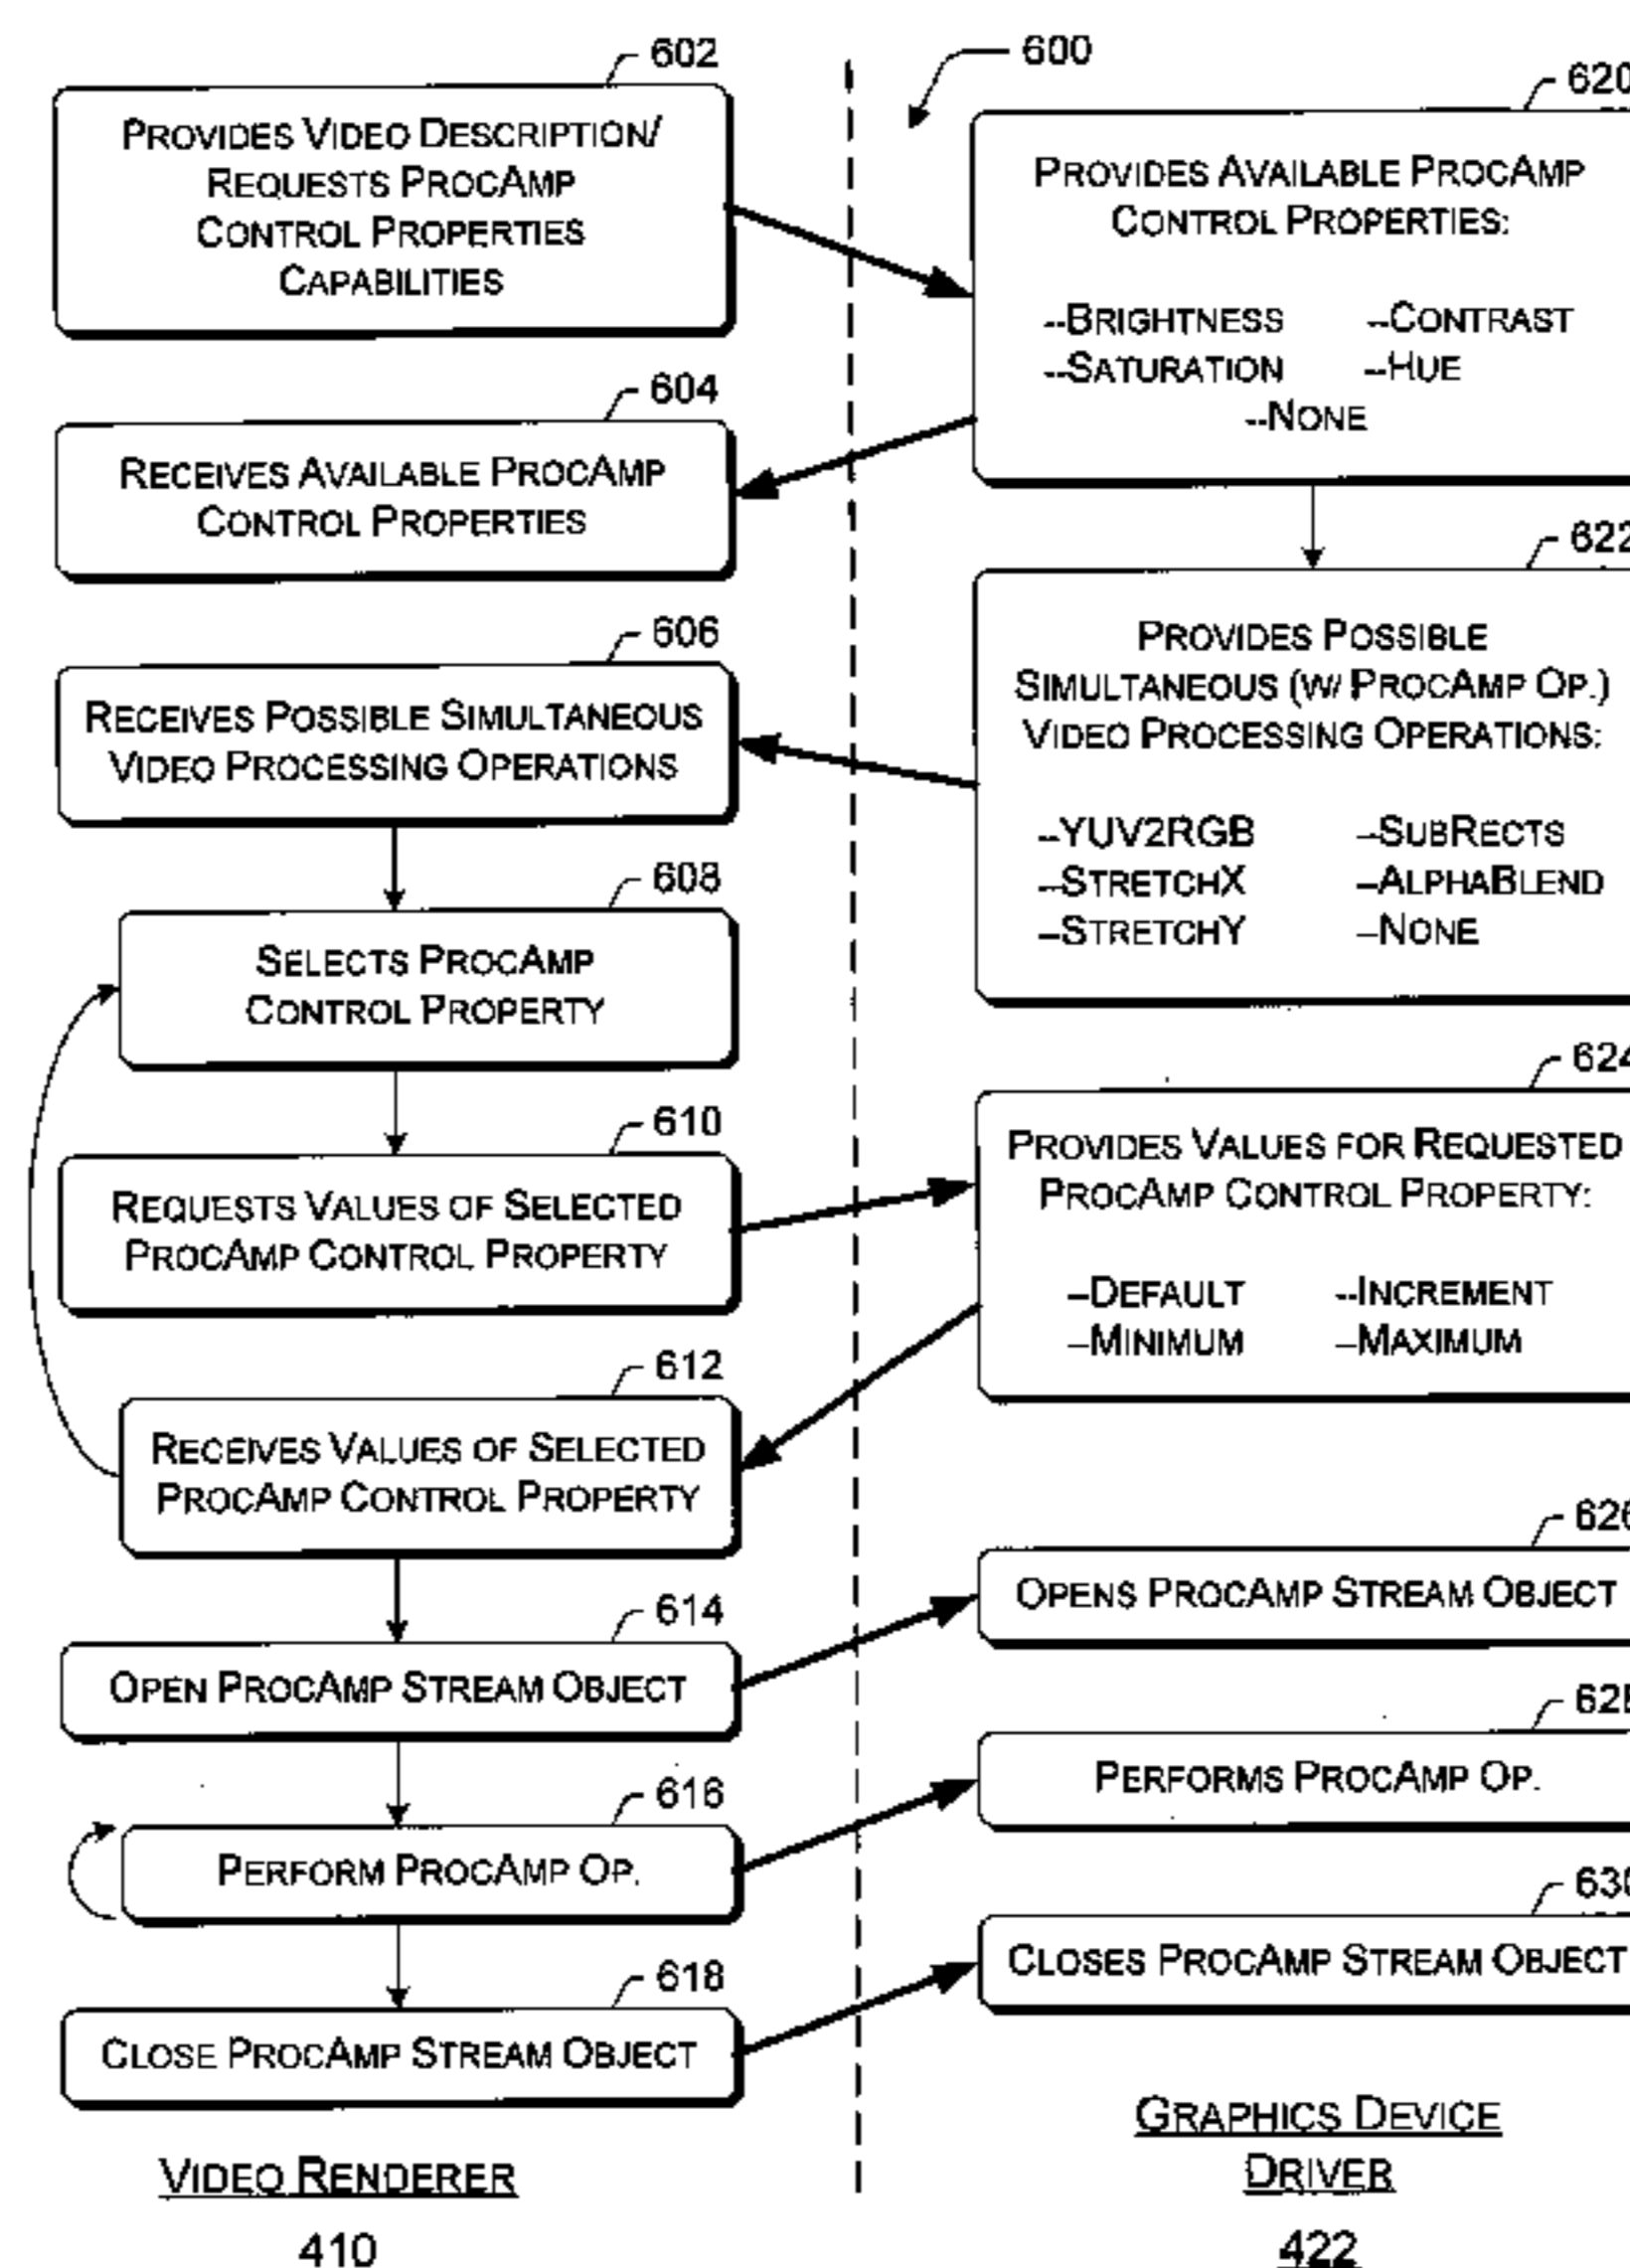 602
PROVIDES VIDEO DESCRIPTION/
REQUESTS PROCAMP
CONTROL PROPERTIES
CAPABILITIES
604
RECEIVES AVAILABLE PROCAMP
CONTROL PROPERTIES
606
RECEIVES POSSIBLE SIMULTANEOUS
VIDEO PROCESSING OPERATIONS
608
SELECTS PROCAMP
CONTROL PROPERTY
610
REQUESTS VALUES OF SELECTED
PROCAMP CONTROL PROPERTY
612
RECEIVES VALUES OF SELECTED
PROCAMP CONTROL PROPERTY
614
OPEN PROCAMP STREAM OBJECT
616
PERFORM PROCAMP OP.
618
CLOSE PROCAMP STREAM OBJECT
VIDEO RENDERER
410
600
620
PROVIDES AVAILABLE PROCAMP
CONTROL PROPERTIES:
--BRIGHTNESS --CONTRAST
--SATURATION --HUE
--NONE
622
PROVIDES POSSIBLE
SIMULTANEOUS (W/ PROCAMP OP.)
VIDEO PROCESSING OPERATIONS:
--YUV2RGB --SUBRECTS
--STRETCHX --ALPHABLEND
--STRETCHY --NONE
624
PROVIDES VALUES FOR REQUESTED
PROCAMP CONTROL PROPERTY:
--DEFAULT --INCREMENT
--MINIMUM --MAXIMUM
626
OPENS PROCAMP STREAM OBJECT
628
PERFORMS PROCAMP OP.
630
CLOSES PROCAMP STREAM OBJECT
GRAPHICS DEVICE
DRIVER
422